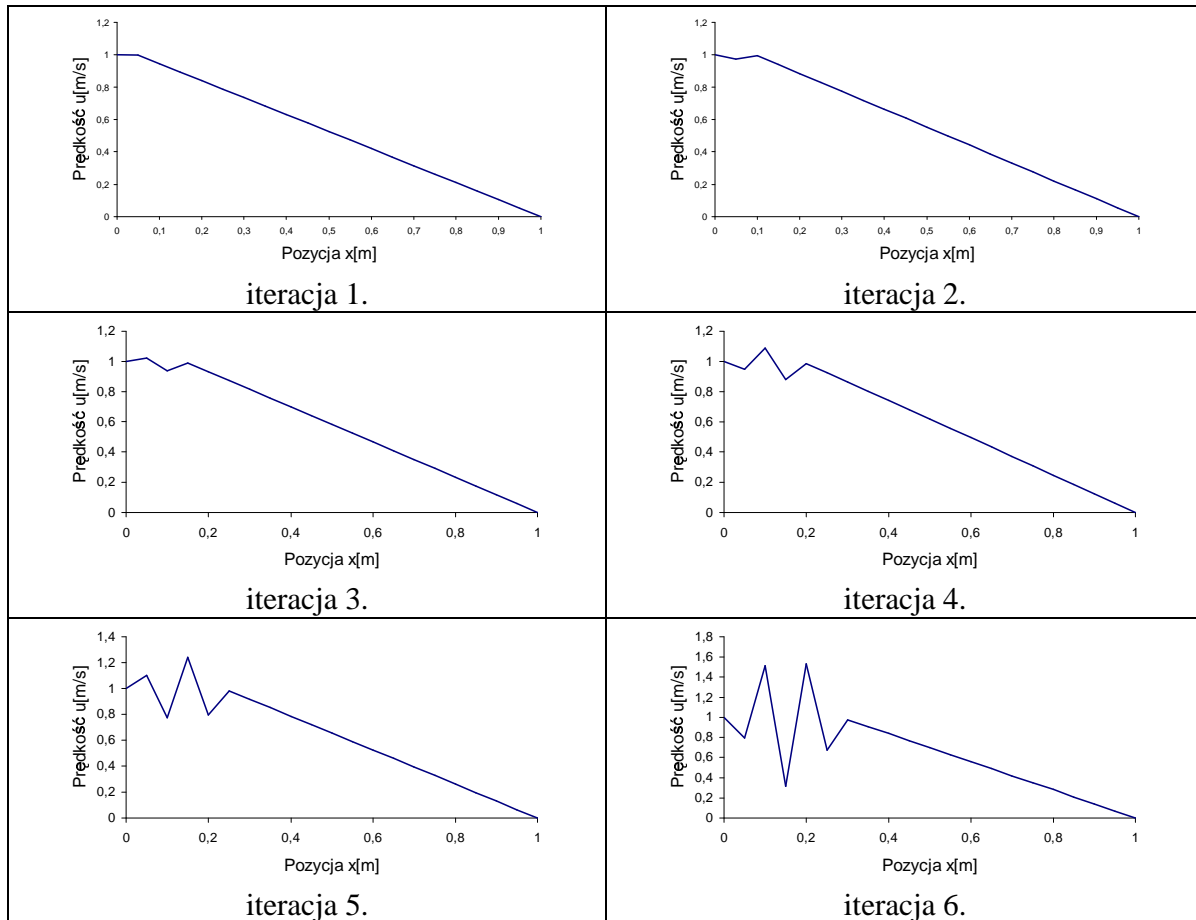 Prędkość u[m/s]
1,2
1
0,8
0,6
0,4
0,2
0
0 0,1 0,2 0,3 0,4 0,5 0,6 0,7 0,8 0,9 1
Pozycja x[m]
iteracja 1.
Prędkość u[m/s]
1,2
1
0,8
0,6
0,4
0,2
0
0 0,1 0,2 0,3 0,4 0,5 0,6 0,7 0,8 0,9 1
Pozycja x[m]
iteracja 2.
Prędkość u[m/s]
1,2
1
0,8
0,6
0,4
0,2
0
0 0,2 0,4 0,6 0,8 1
Pozycja x[m]
iteracja 3.
Prędkość u[m/s]
1,2
1
0,8
0,6
0,4
0,2
0
0 0,2 0,4 0,6 0,8 1
Pozycja x[m]
iteracja 4.
Prędkość u[m/s]
1,4
1,2
1
0,8
0,6
0,4
0,2
0
0 0,2 0,4 0,6 0,8 1
Pozycja x[m]
iteracja 5.
Prędkość u[m/s]
1,8
1,6
1,4
1,2
1
0,8
0,6
0,4
0,2
0
0 0,2 0,4 0,6 0,8 1
Pozycja x[m]
iteracja 6.